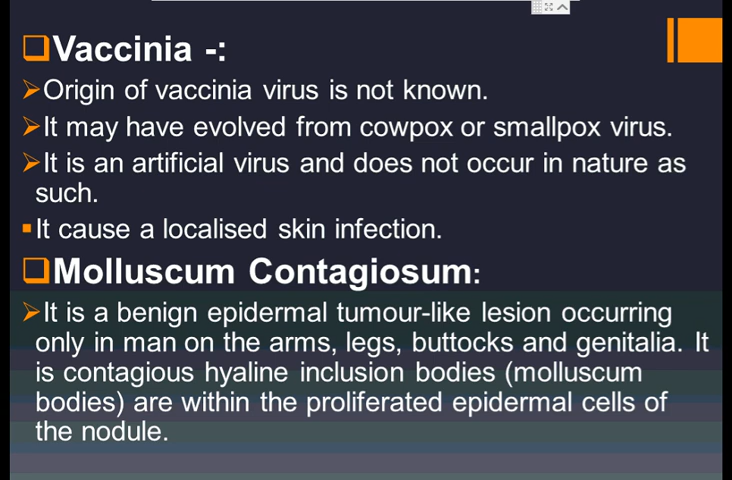 ❑Vaccinia -:
➢Origin of vaccinia virus is not known.
➢It may have evolved from cowpox or smallpox virus.
➢It is an artificial virus and does not occur in nature as
such.
▪It cause a localised skin infection.
❑Molluscum Contagiosum:
➢It is a benign epidermal tumour-like lesion occurring
only in man on the arms, legs, buttocks and genitalia. It
is contagious hyaline inclusion bodies (molluscum
bodies) are within the proliferated epidermal cells of
the nodule.